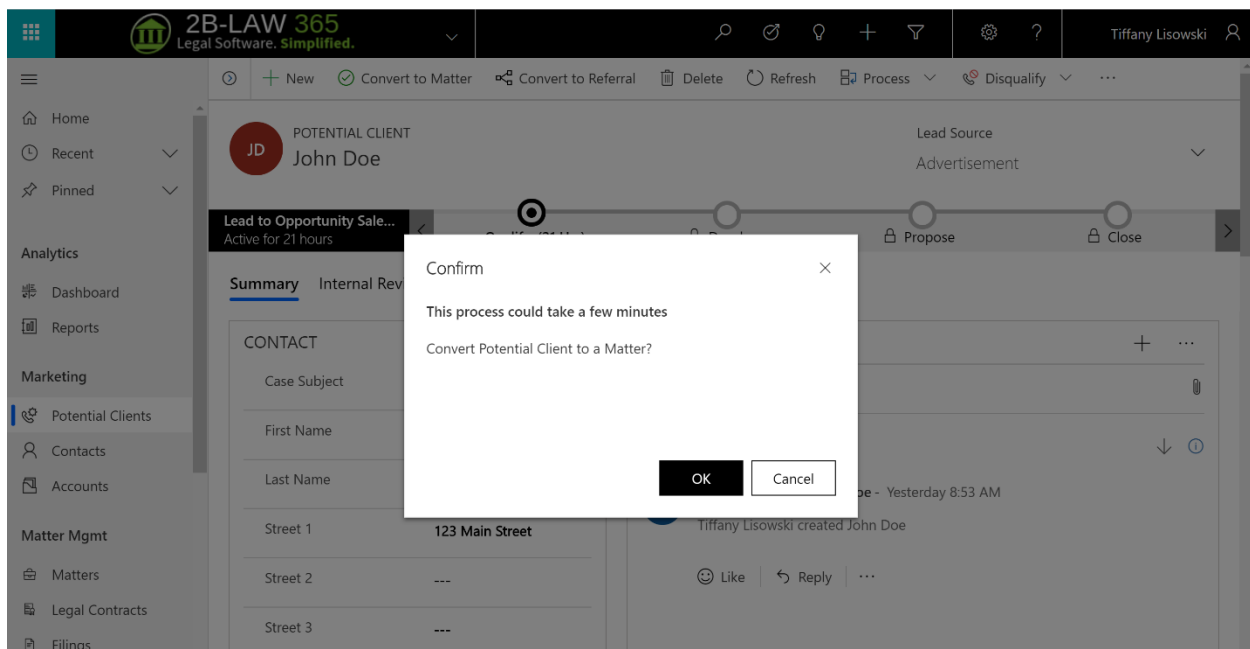 2B-LAW 365
Legal Software. Simplified.
Tiffany Lisowski
New
Convert to Matter
Convert to Referral
Delete
Refresh
Process
Disqualify
Home
Recent
Pinned
Analytics
Dashboard
Reports
Marketing
Potential Clients
Contacts
Accounts
Matter Mgmt
Matters
Legal Contracts
Filings
JD
POTENTIAL CLIENT
John Doe
Lead Source
Advertisement
Lead to Opportunity Sale...
Active for 21 hours
Propose
Close
Summary
Internal Rev
CONTACT
Case Subject
First Name
Last Name
Street 1
123 Main Street
Street 2
---
Street 3
---
Confirm
This process could take a few minutes
Convert Potential Client to a Matter?
OK
Cancel
- Yesterday 8:53 AM
Tiffany Lisowski created John Doe
Like
Reply